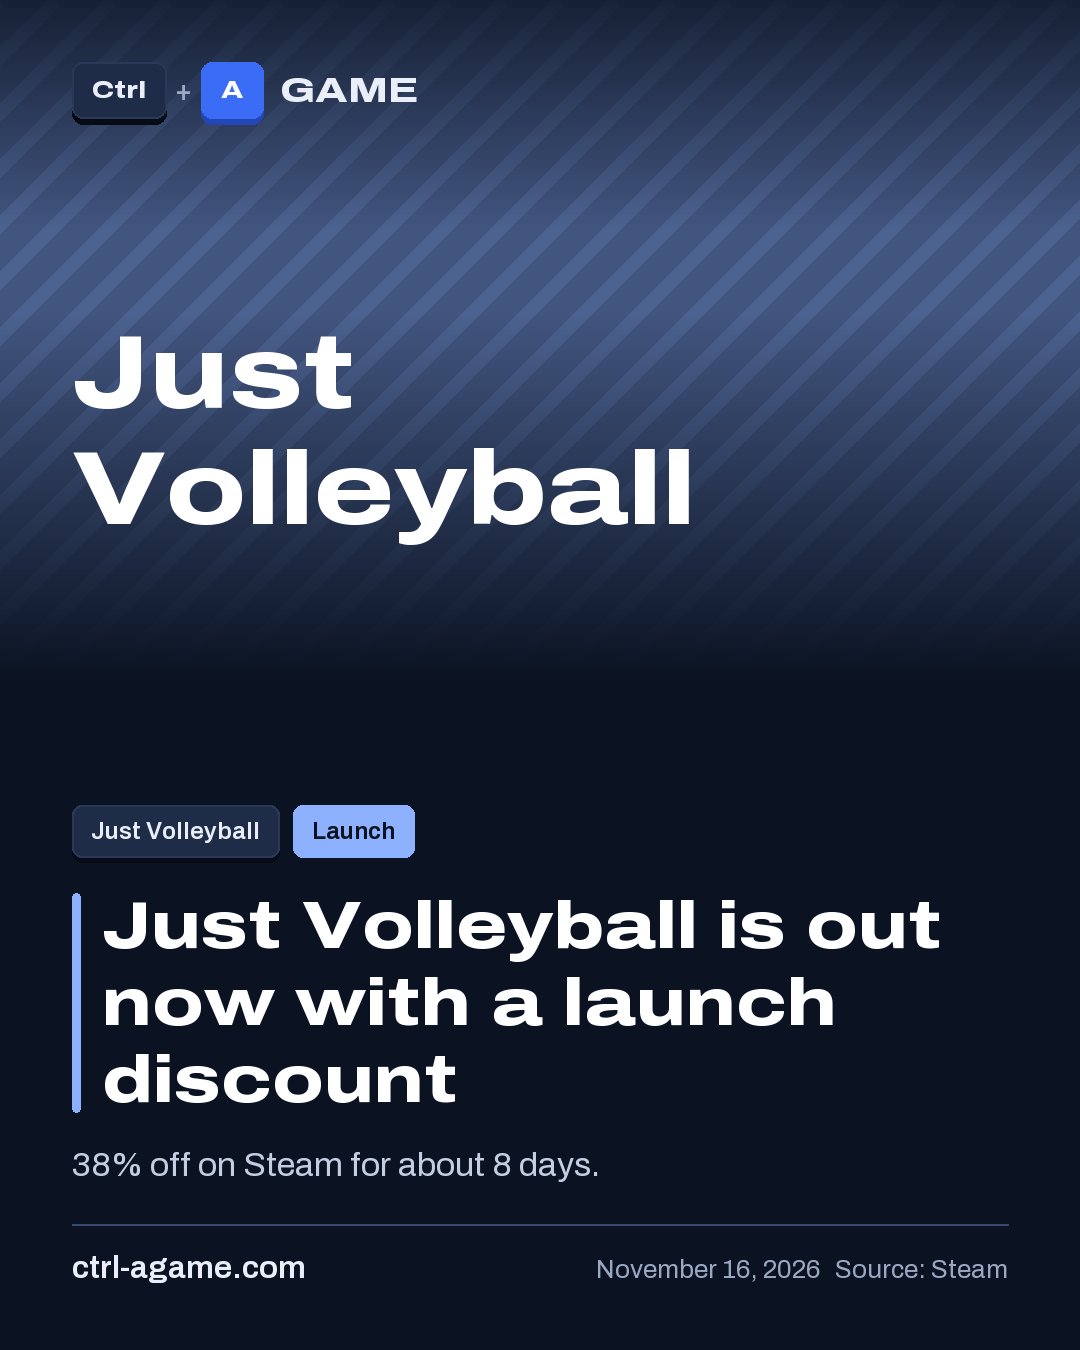 Ctrl + A GAME
Just
Volleyball
Just Volleyball Launch
Just Volleyball is out
now with a launch
discount
38% off on Steam for about 8 days.
ctrl-agame.com November 16, 2026 Source: Steam